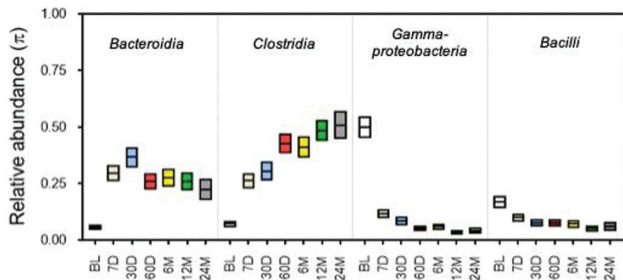 Relative abundance (π)
1.00
0.75
0.50
0.25
0.00
Bacteroidia
Clostridia
Gamma-
proteobacteria
Bacilli
BL
7D
30D
60D
6M
12M
24M
BL
7D
30D
60D
6M
12M
24M
BL
7D
30D
60D
6M
12M
24M
BL
7D
30D
60D
6M
12M
24M